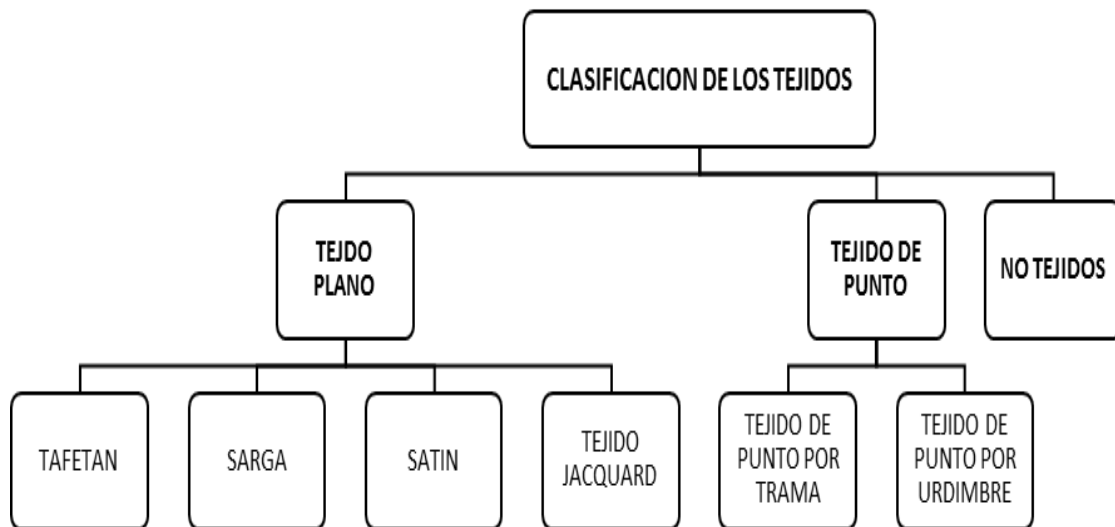 CLASIFICACION DE LOS TEJIDOS
TEJDO
PLANO
TEJIDO DE
PUNTO
NO TEJIDOS
TAFETAN
SARGA
SATIN
TEJIDO
JACQUARD
TEJIDO DE
PUNTO POR
TRAMA
TEJIDO DE
PUNTO POR
URDIMBRE